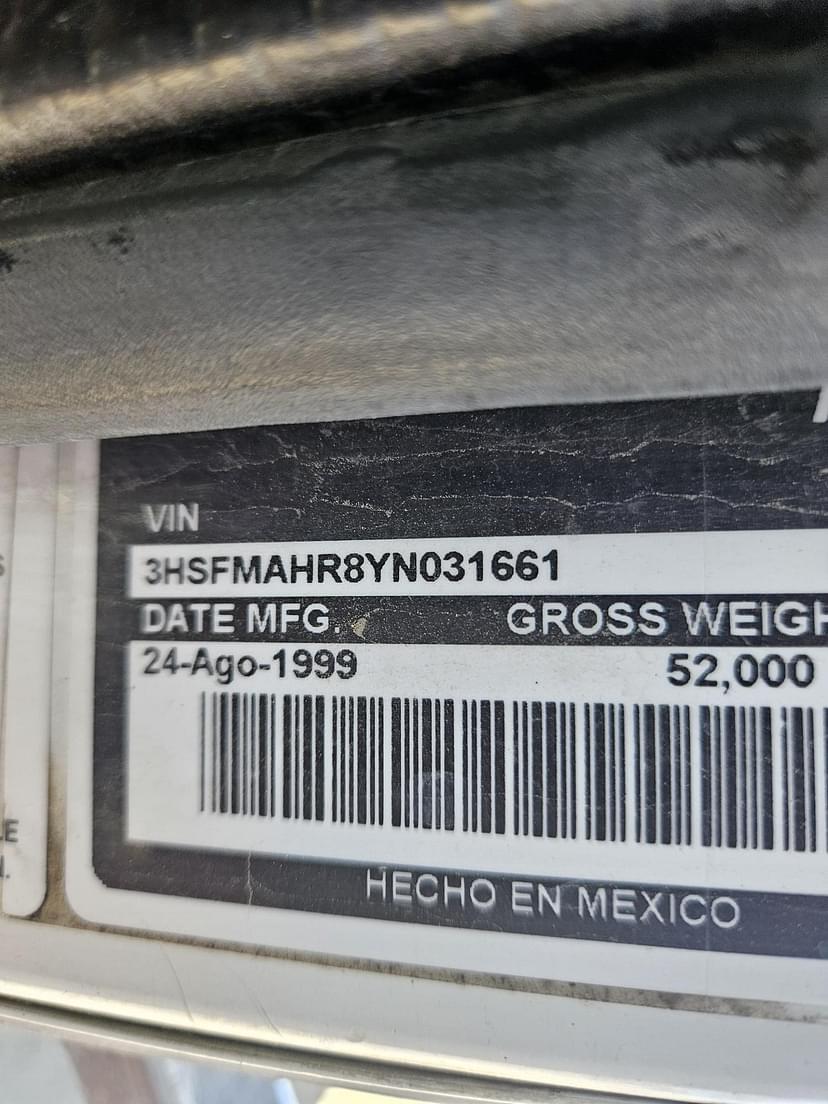 VIN
3HSFMAHR8YN031661
DATE MFG. GROSS WEIGH
24-Ago-1999 52,000
HECHO EN MEXICO